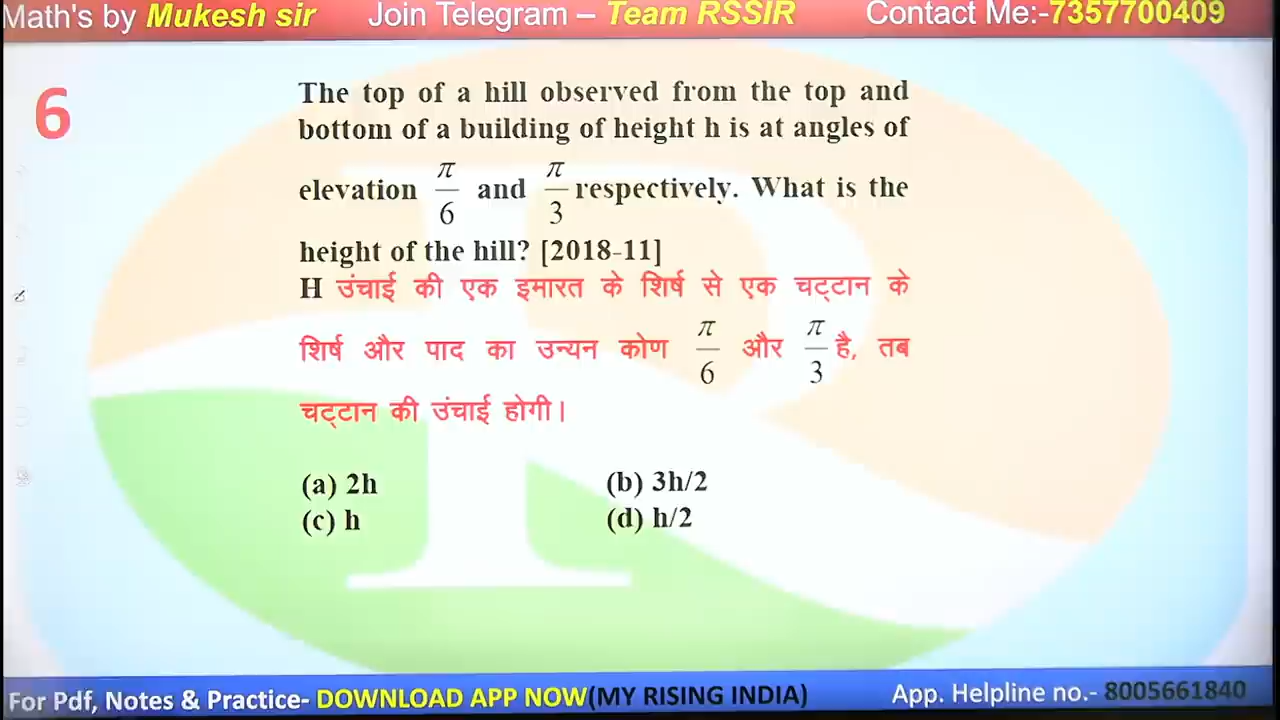 Math's by Mukesh sir Join Telegram – Team RSSIR Contact Me:-7357700409
6
The top of a hill observed from the top and
bottom of a building of height h is at angles of
elevation π/6 and π/3 respectively. What is the
height of the hill? [2018-11]
H उंचाई की एक इमारत के शिर्ष से एक चट्टान के
शिर्ष और पाद का उन्यन कोण π/6 और π/3 है, तब
चट्टान की उंचाई होगी।
(a) 2h (b) 3h/2
(c) h (d) h/2
For Pdf, Notes & Practice- DOWNLOAD APP NOW(MY RISING INDIA) App. Helpline no.- 8005661840